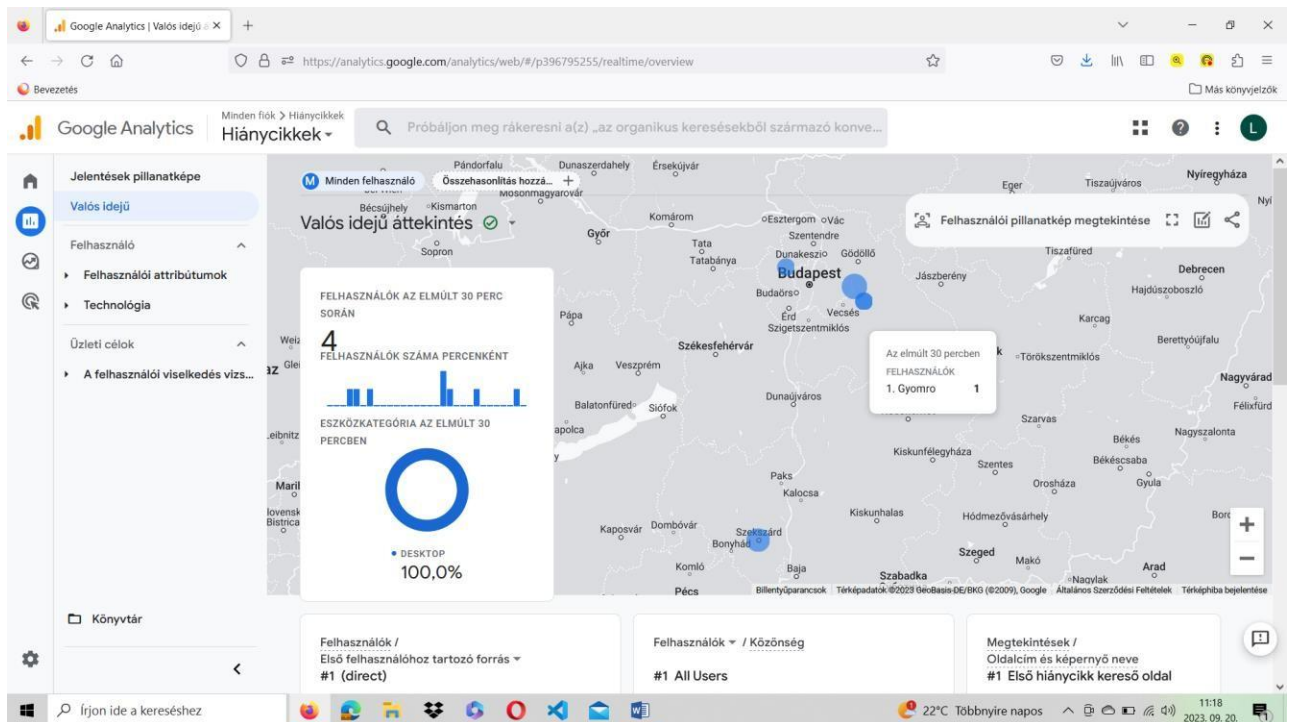 Google Analytics | Valós idejű á
https://analytics.google.com/analytics/web/#/p396795255/realtime/overview
Bevezetés
Más könyvjelzők
Google Analytics
Minden fiók > Hiánycikkek
Hiánycikkek
Próbáljon meg rákeresni a(z) „az organikus keresésekből származó konve...
L
Jelentések pillanatképe
Valós idejű
Felhasználó
Felhasználói attribútumok
Technológia
Üzleti célok
A felhasználói viselkedés vizs...
Könyvtár
M Minden felhasználó
Összehasonlítás hozzá... +
Valós idejű áttekintés
Felhasználói pillanatkép megtekintése
FELHASZNÁLÓK AZ ELMÚLT 30 PERC
SORÁN
4
FELHASZNÁLÓK SZÁMA PERCENKÉNT
ESZKÖZKATEGÓRIA AZ ELMÚLT 30
PERCBEN
DESKTOP
100,0%
Pándorfalu
Dunaszerdahely
Érsekújvár
Mosonmagyaróvár
Bécsújhely
Kismarton
Sopron
Győr
Komárom
Tata
Tatabánya
Esztergom
Vác
Szentendre
Dunakeszi
Gödöllő
Budapest
Budaörs
Érd
Vecsés
Szigetszentmiklós
Eger
Tiszaújváros
Nyíregyháza
Nyí
Tiszafüred
Debrecen
Hajdúszoboszló
Jászberény
Karcag
Berettyóújfalu
Törökszentmiklós
k
Nagyvárad
Félixfürd
Pápa
Székesfehérvár
Ajka
Veszprém
Balatonfüred
Siófok
apolca
y
Dunaújváros
Weiz
Glei
az
Leibnitz
Mari
lovensk
Bistrica
Szarvas
Békés
Békéscsaba
Nagyszalonta
Gyula
Kiskunfélegyháza
Szentes
Orosháza
Paks
Kalocsa
Kiskunhalas
Hódmezővásárhely
Kaposvár
Dombóvár
Szekszárd
Bonyhád
Komló
Baja
Pécs
Szeged
Makó
Szabadka
Nagylak
Arad
Az elmúlt 30 percben
FELHASZNÁLÓK
1. Gyomro 1
Billentyűparancsok
Térképadatok ©2023 GeoBasis-DE/BKG (©2009), Google
Általános Szerződési Feltételek
Térképhiba bejelentése
Felhasználók /
Első felhasználóhoz tartozó forrás
#1 (direct)
Felhasználók / Közönség
#1 All Users
Megtekintések /
Oldalcím és képernyő neve
#1 Első hiánycikk kereső oldal
Írjon ide a kereséshez
22°C Többnyire napos
11:18
2023. 09. 20.